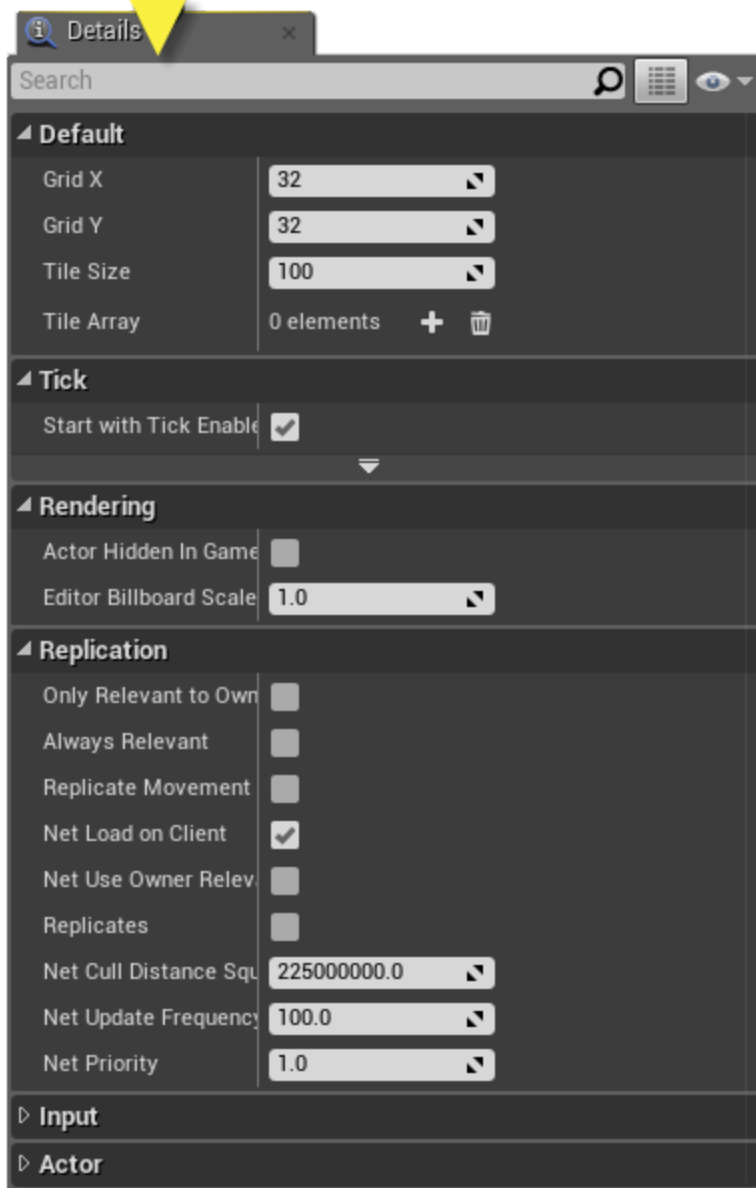 Details
Search
Default
Grid X 32
Grid Y 32
Tile Size 100
Tile Array 0 elements
Tick
Start with Tick Enable
Rendering
Actor Hidden In Game
Editor Billboard Scale 1.0
Replication
Only Relevant to Own
Always Relevant
Replicate Movement
Net Load on Client
Net Use Owner Relev
Replicates
Net Cull Distance Squ 225000000.0
Net Update Frequency 100.0
Net Priority 1.0
Input
Actor